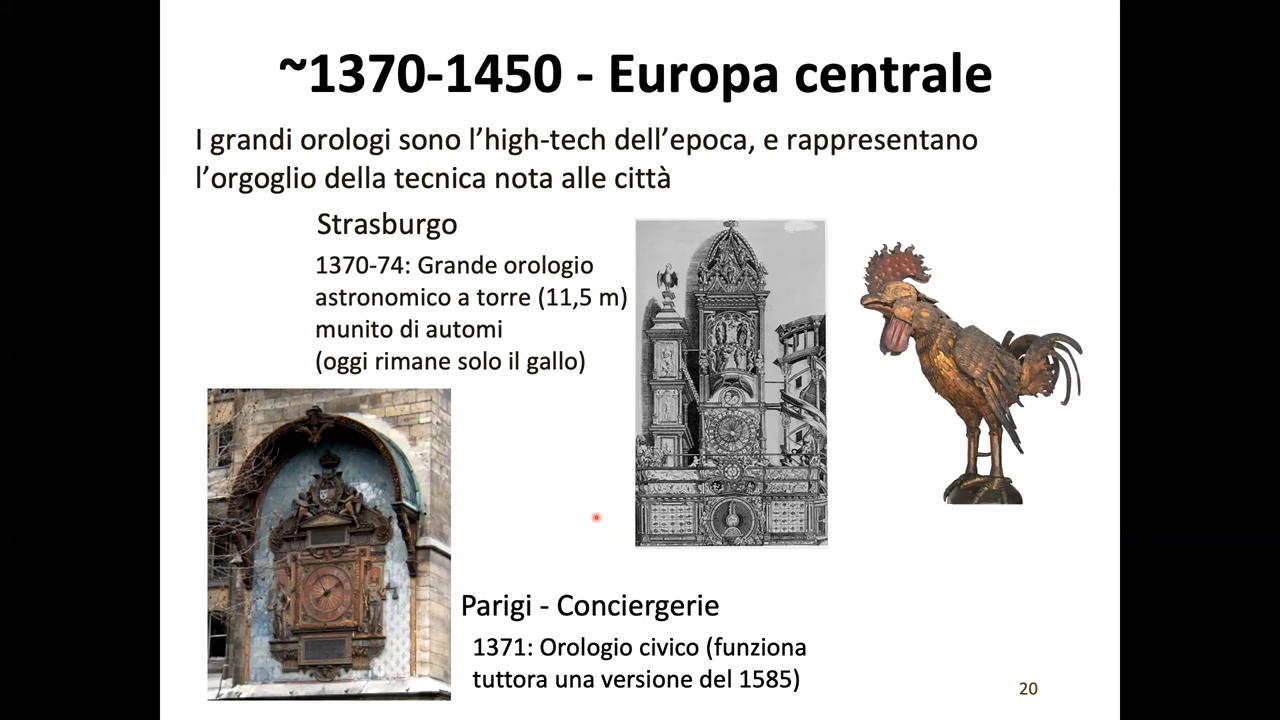 ~1370-1450 - Europa centrale
I grandi orologi sono l’high-tech dell’epoca, e rappresentano
l’orgoglio della tecnica nota alle città
Strasburgo
1370-74: Grande orologio
astronomico a torre (11,5 m)
munito di automi
(oggi rimane solo il gallo)
Parigi - Conciergerie
1371: Orologio civico (funziona
tuttora una versione del 1585)
20